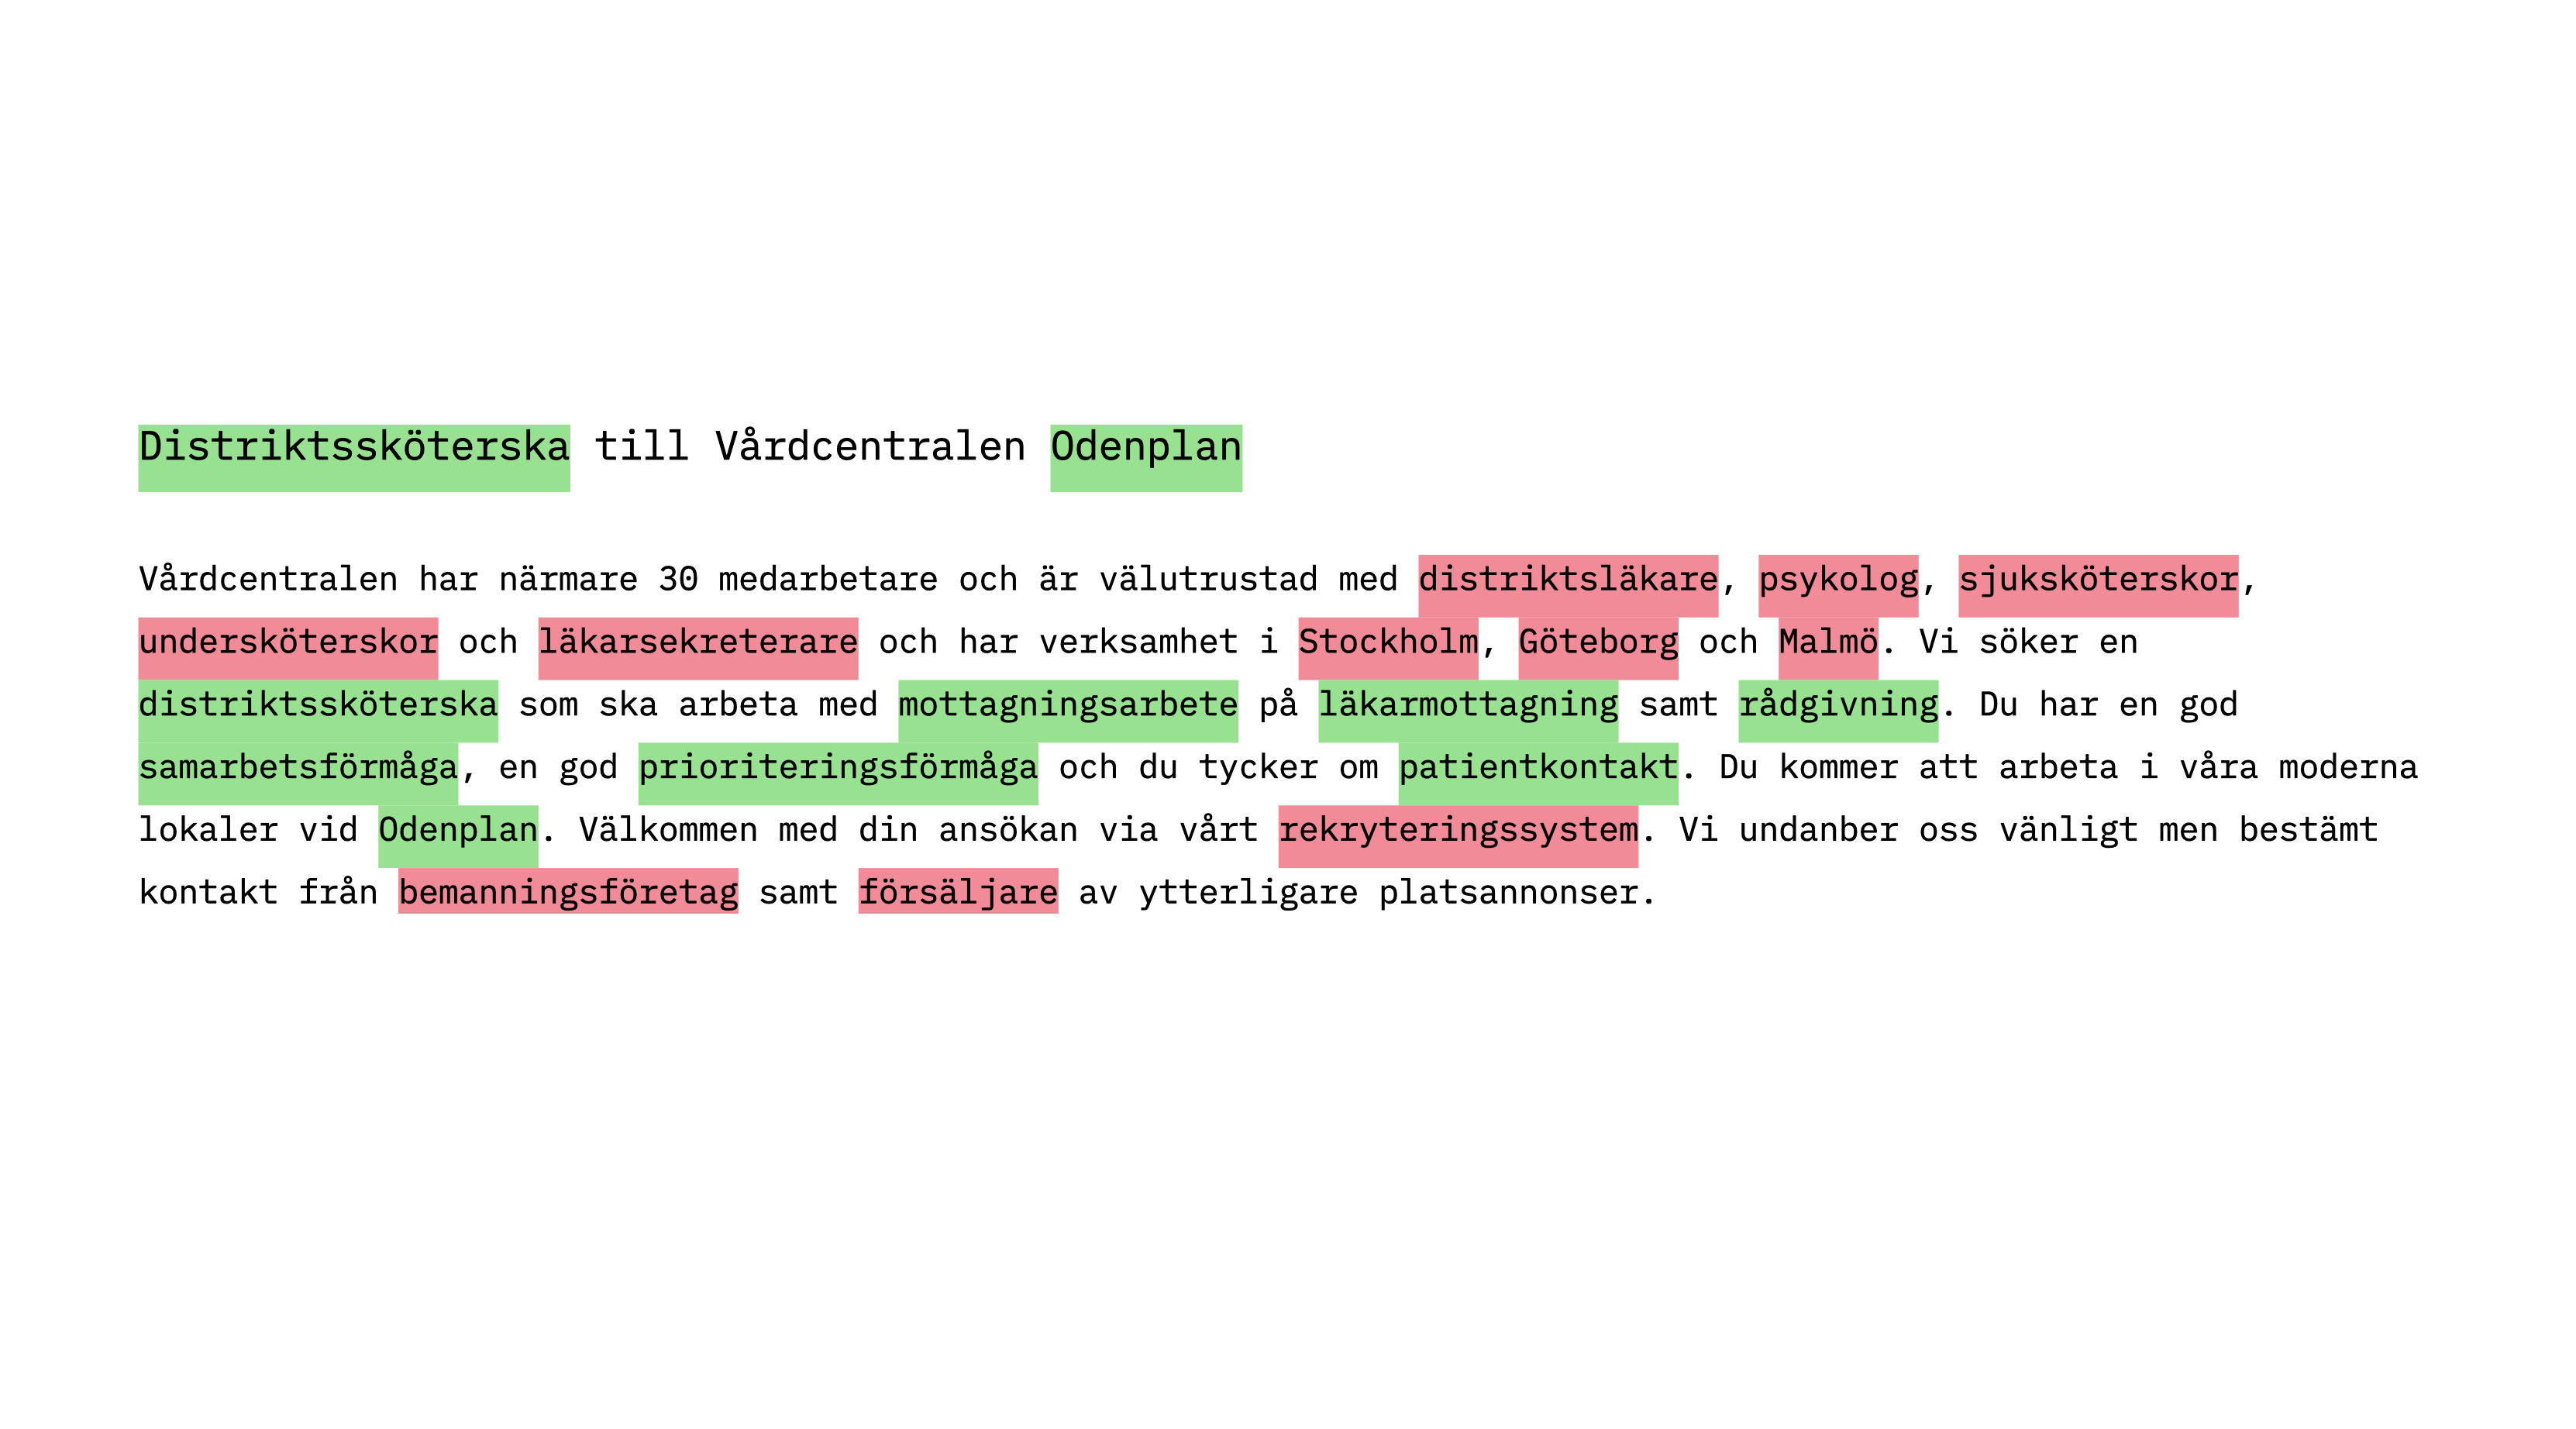 Distriktssköterska till Vårdcentralen Odenplan
Vårdcentralen har närmare 30 medarbetare och är välutrustad med distriktsläkare, psykolog, sjuksköterskor,
undersköterskor och läkarsekreterare och har verksamhet i Stockholm, Göteborg och Malmö. Vi söker en
distriktssköterska som ska arbeta med mottagningsarbete på läkarmottagning samt rådgivning. Du har en god
samarbetsförmåga, en god prioriteringsförmåga och du tycker om patientkontakt. Du kommer att arbeta i våra moderna
lokaler vid Odenplan. Välkommen med din ansökan via vårt rekryteringssystem. Vi undanber oss vänligt men bestämt
kontakt från bemanningsföretag samt försäljare av ytterligare platsannonser.